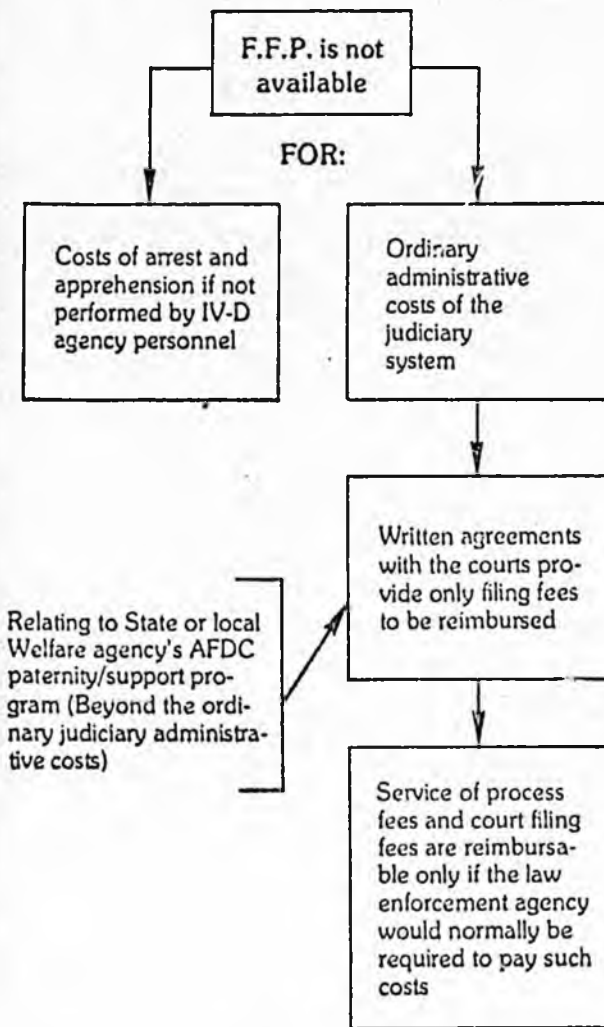 F.F.P. is not
available
FOR:
Costs of arrest and
apprehension if not
performed by IV-D
agency personnel
Ordinary
administrative
costs of the
judiciary
system
Written agreements
with the courts pro-
vide only filing fees
to be reimbursed
Relating to State or local
Welfare agency's AFDC
paternity/support pro-
gram (Beyond the ordi-
nary judiciary administra-
tive costs)
Service of process
fees and court filing
fees are reimbursa-
ble only if the law
enforcement agency
would normally be
required to pay such
costs